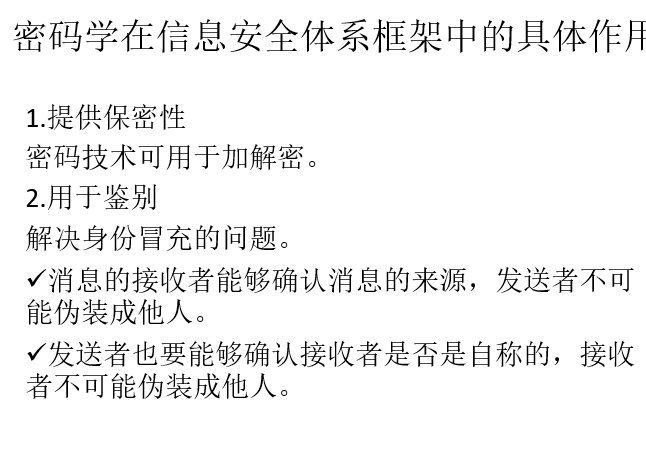 密码学在信息安全体系框架中的具体作用
1.提供保密性
密码技术可用于加解密。
2.用于鉴别
解决身份冒充的问题。
✓消息的接收者能够确认消息的来源，发送者不可
能伪装成他人。
✓发送者也要能够确认接收者是否是自称的，接收
者不可能伪装成他人。